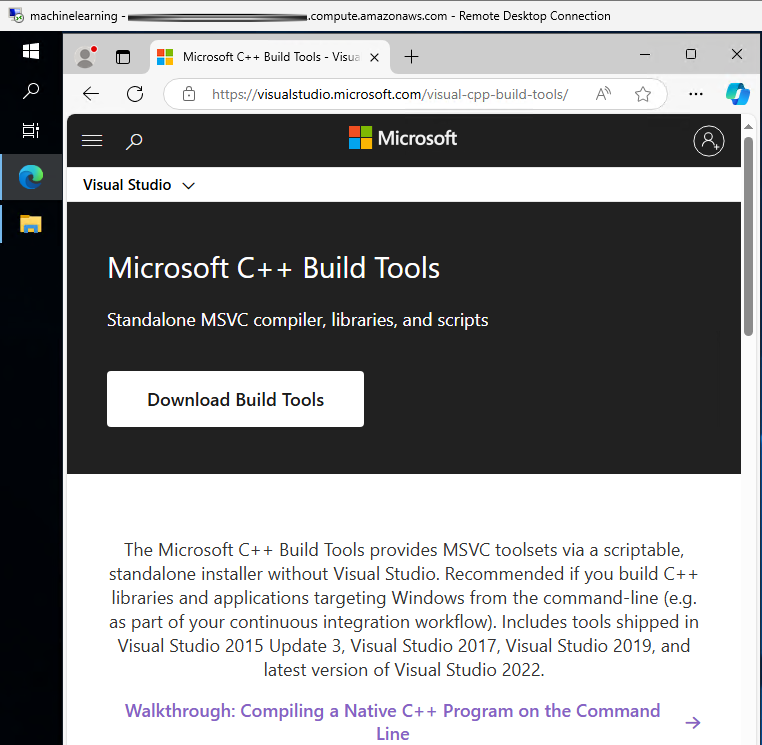 machinelearning - .compute.amazonaws.com - Remote Desktop Connection
Microsoft C++ Build Tools - Visua
https://visualstudio.microsoft.com/visual-cpp-build-tools/
Microsoft
Visual Studio
Microsoft C++ Build Tools
Standalone MSVC compiler, libraries, and scripts
Download Build Tools
The Microsoft C++ Build Tools provides MSVC toolsets via a scriptable,
standalone installer without Visual Studio. Recommended if you build C++
libraries and applications targeting Windows from the command-line (e.g.
as part of your continuous integration workflow). Includes tools shipped in
Visual Studio 2015 Update 3, Visual Studio 2017, Visual Studio 2019, and
latest version of Visual Studio 2022.
Walkthrough: Compiling a Native C++ Program on the Command
Line